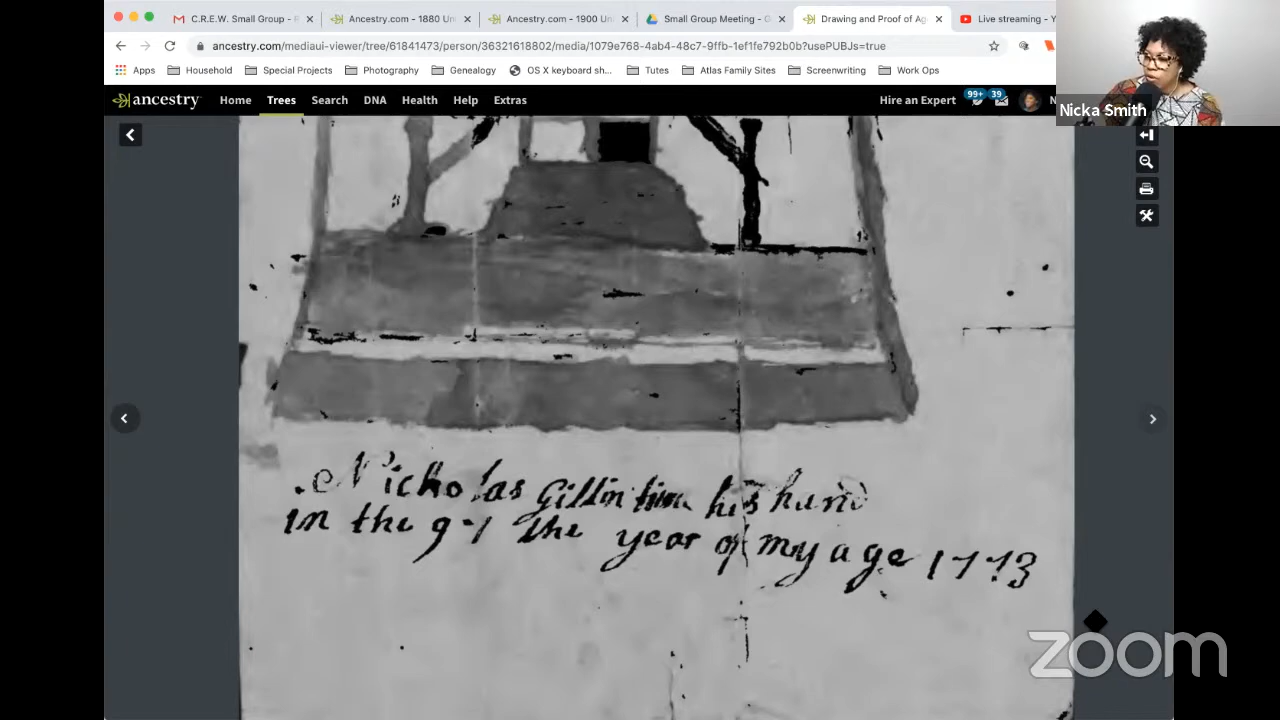 C.R.E.W. Small Group - F
Ancestry.com - 1880 Un
Ancestry.com - 1900 Un
Small Group Meeting - G
Drawing and Proof of Ag
Live streaming - Y
ancestry.com/mediaui-viewer/tree/61841473/person/36321618802/media/1079e768-4ab4-48c7-9ffb-1ef1fe792b0b?usePUBJs=true
Apps Household Special Projects Photography Genealogy OS X keyboard sh... Tutes Atlas Family Sites Screenwriting Work Ops
ancestry Home Trees Search DNA Health Help Extras Hire an Expert 99+ 39 N
Nicka Smith
Nicholas Gillintine his hand
in the 9-1 the year of my age 1773
zoom